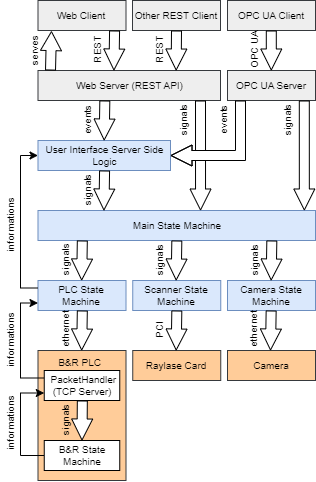 Web Client
Other REST Client
OPC UA Client
serves
REST
REST
OPC UA
Web Server (REST API)
OPC UA Server
events
signals
events
signals
User Interface Server Side
Logic
signals
informations
Main State Machine
signals
signals
signals
PLC State
Machine
Scanner State
Machine
Camera State
Machine
ethernet
PCI
ethernet
informations
B&R PLC
Raylase Card
Camera
PacketHandler
(TCP Server)
signals
informations
B&R State
Machine